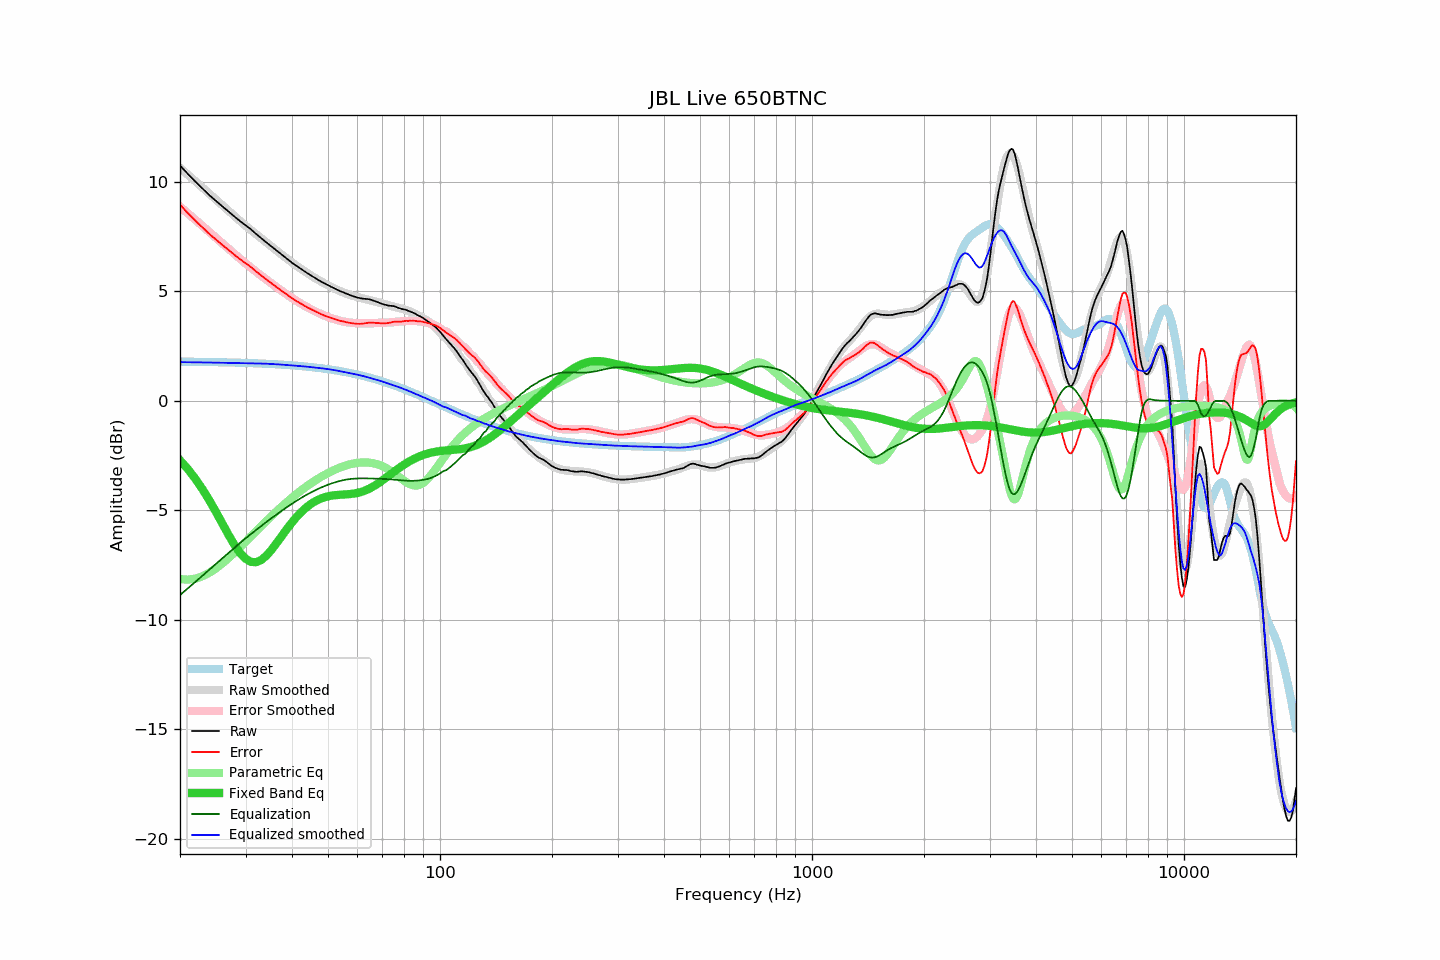 JBL Live 650BTNC
10
5
0
−5
−10
−15
−20
Amplitude (dBr)
Target
Raw Smoothed
Error Smoothed
Raw
Error
Parametric Eq
Fixed Band Eq
Equalization
Equalized smoothed
100 1000 10000
Frequency (Hz)